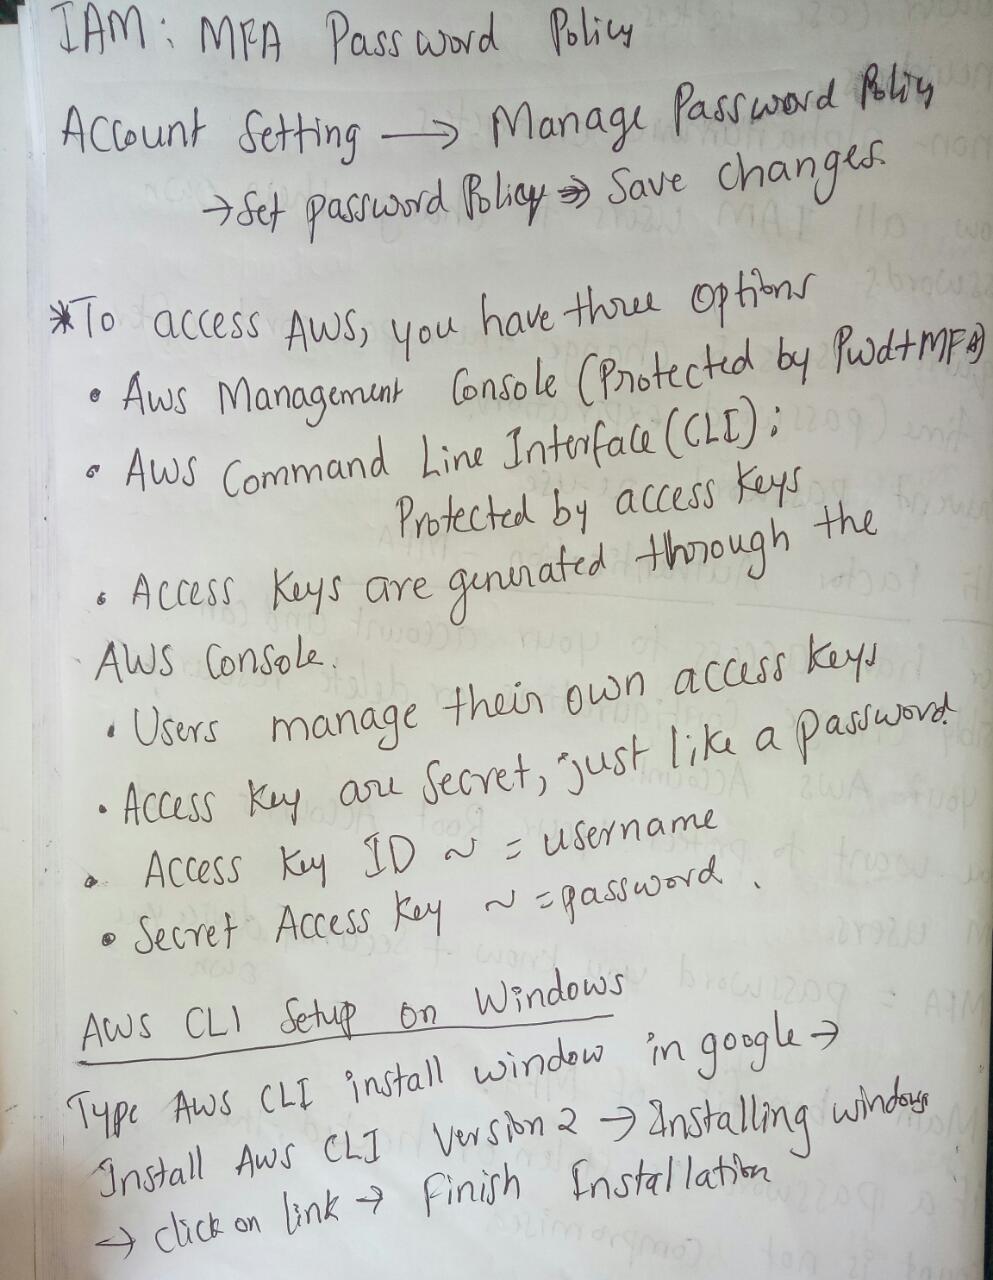 IAM: MFA Password Policy
Account Setting → Manage Password Policy
→ Set password Policy → Save changes.
*To access AWS, you have three options
• Aws Management Console (Protected by Pwd+MFA)
• AWS Command Line Interface (CLI):
Protected by access keys
• Access Keys are generated through the
AWS Console.
• Users manage their own access keys
• Access Key are Secret, just like a password
• Access Key ID ~ = username
• Secret Access Key ~ = password.
AWS CLI Setup on Windows
Type Aws CLI install window in google →
Install Aws CLI Version 2 → Installing windows
→ click on link → Finish Installation